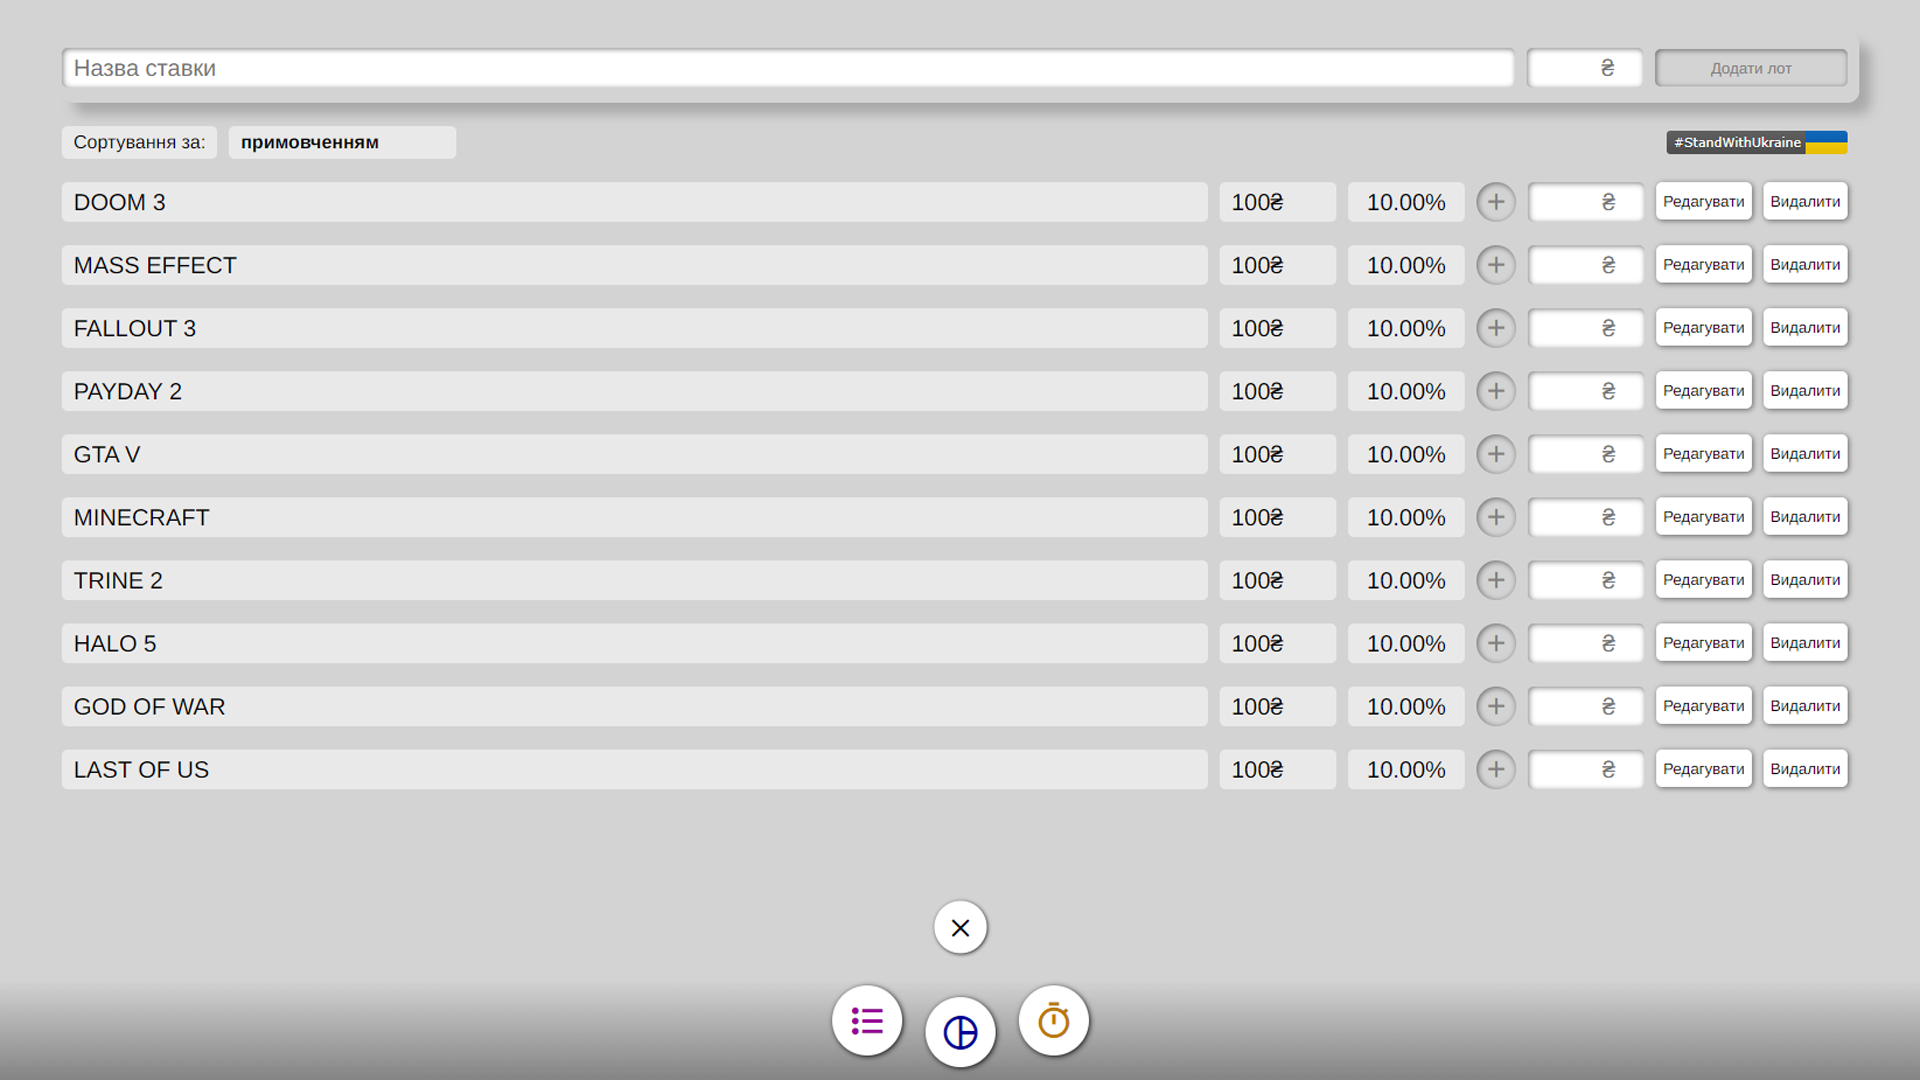 Назва ставки ₴ Додати лот
Сортування за: примовченням #StandWithUkraine
DOOM 3 100₴ 10.00% + ₴ Редагувати Видалити
MASS EFFECT 100₴ 10.00% + ₴ Редагувати Видалити
FALLOUT 3 100₴ 10.00% + ₴ Редагувати Видалити
PAYDAY 2 100₴ 10.00% + ₴ Редагувати Видалити
GTA V 100₴ 10.00% + ₴ Редагувати Видалити
MINECRAFT 100₴ 10.00% + ₴ Редагувати Видалити
TRINE 2 100₴ 10.00% + ₴ Редагувати Видалити
HALO 5 100₴ 10.00% + ₴ Редагувати Видалити
GOD OF WAR 100₴ 10.00% + ₴ Редагувати Видалити
LAST OF US 100₴ 10.00% + ₴ Редагувати Видалити